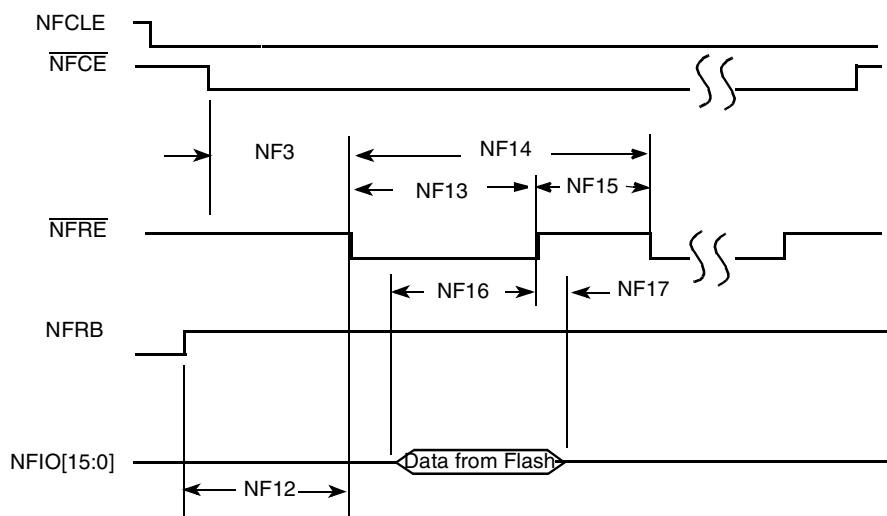 NFCLE
NFCE
NF3
NF14
NF13
NF15
NFRE
NF16
NF17
NFRB
NFIO[15:0]
Data from Flash
NF12